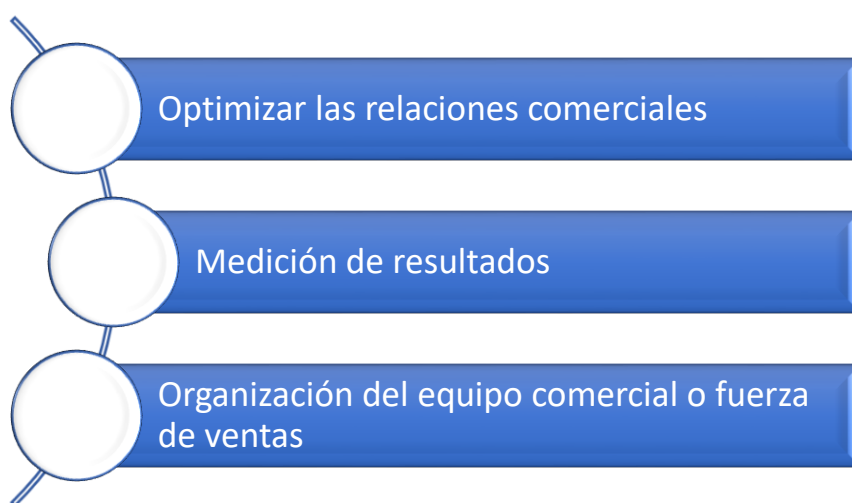 Optimizar las relaciones comerciales
Medición de resultados
Organización del equipo comercial o fuerza
de ventas